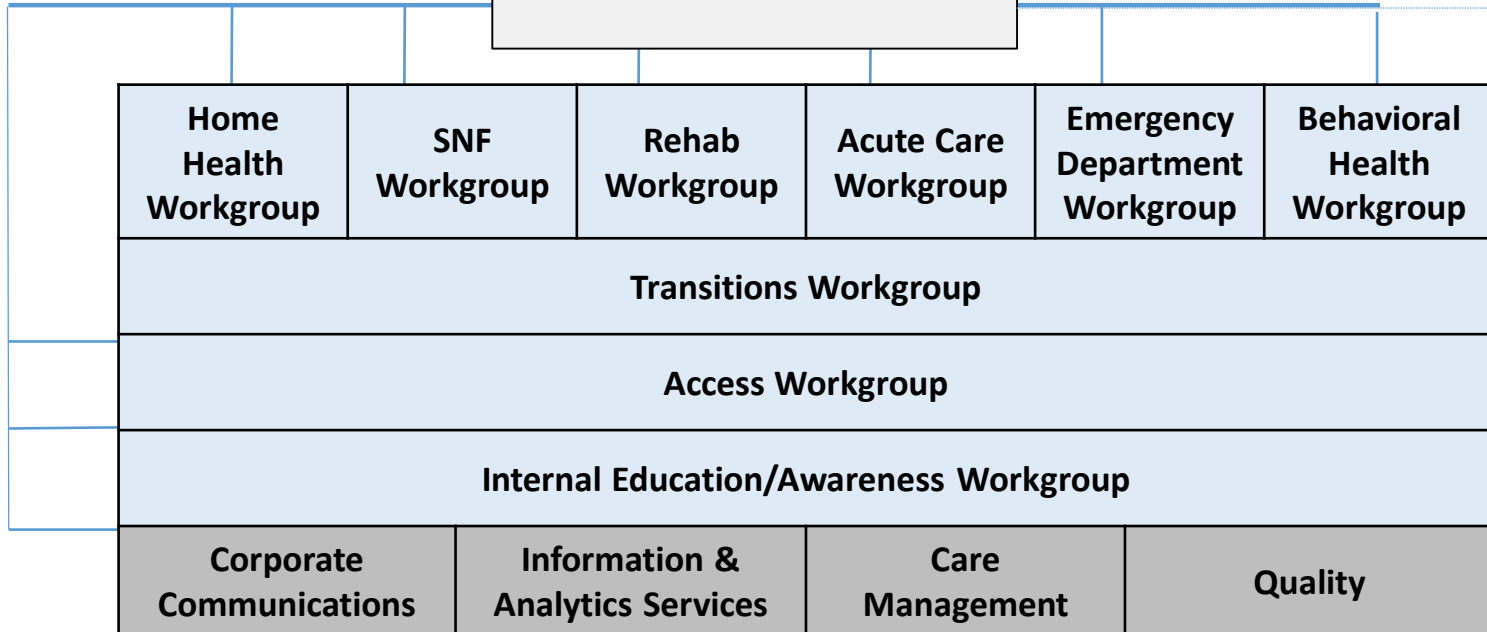 Home
Health
Workgroup
SNF
Workgroup
Rehab
Workgroup
Acute Care
Workgroup
Emergency
Department
Workgroup
Behavioral
Health
Workgroup
Transitions Workgroup
Access Workgroup
Internal Education/Awareness Workgroup
Corporate
Communications
Information &
Analytics Services
Care
Management
Quality